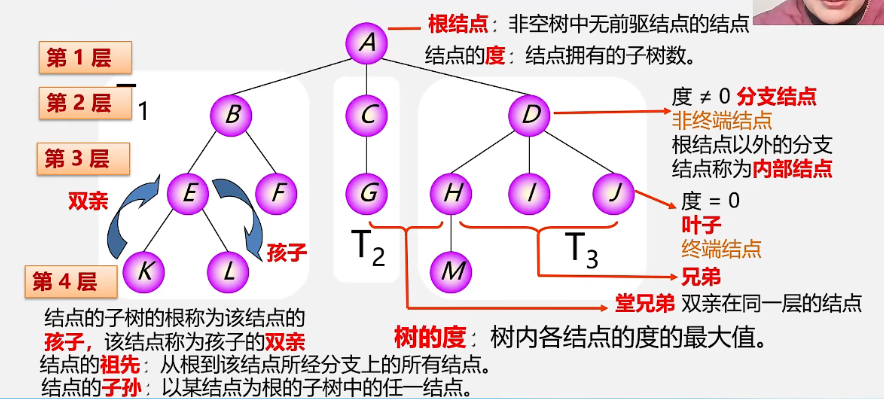 根结点：非空树中无前驱结点的结点
结点的度：结点拥有的子树数。
A
第 1 层
第 2 层
T1
B
C
D
度 ≠ 0 分支结点
非终端结点
根结点以外的分支
结点称为内部结点
第 3 层
双亲
E
F
G
H
I
J
度 = 0
叶子
终端结点
孩子
T2
T3
第 4 层
K
L
M
兄弟
堂兄弟 双亲在同一层的结点
结点的子树的根称为该结点的
孩子，该结点称为孩子的双亲
树的度：树内各结点的度的最大值。
结点的祖先：从根到该结点所经分支上的所有结点。
结点的子孙：以某结点为根的子树中的任一结点。